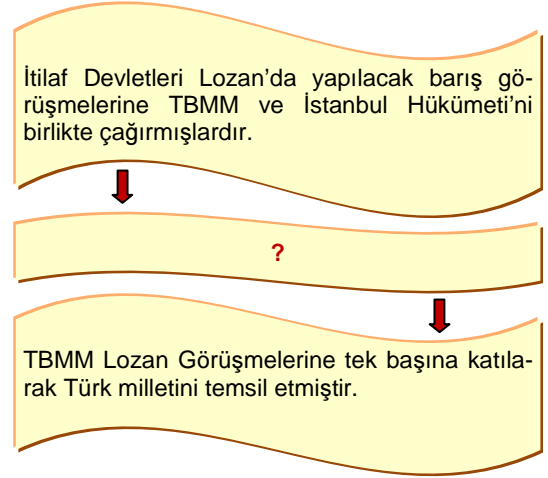 İtilaf Devletleri Lozan’da yapılacak barış gö-
rüşmelerine TBMM ve İstanbul Hükümeti’ni
birlikte çağırmışlardır.
?
TBMM Lozan Görüşmelerine tek başına katıla-
rak Türk milletini temsil etmiştir.